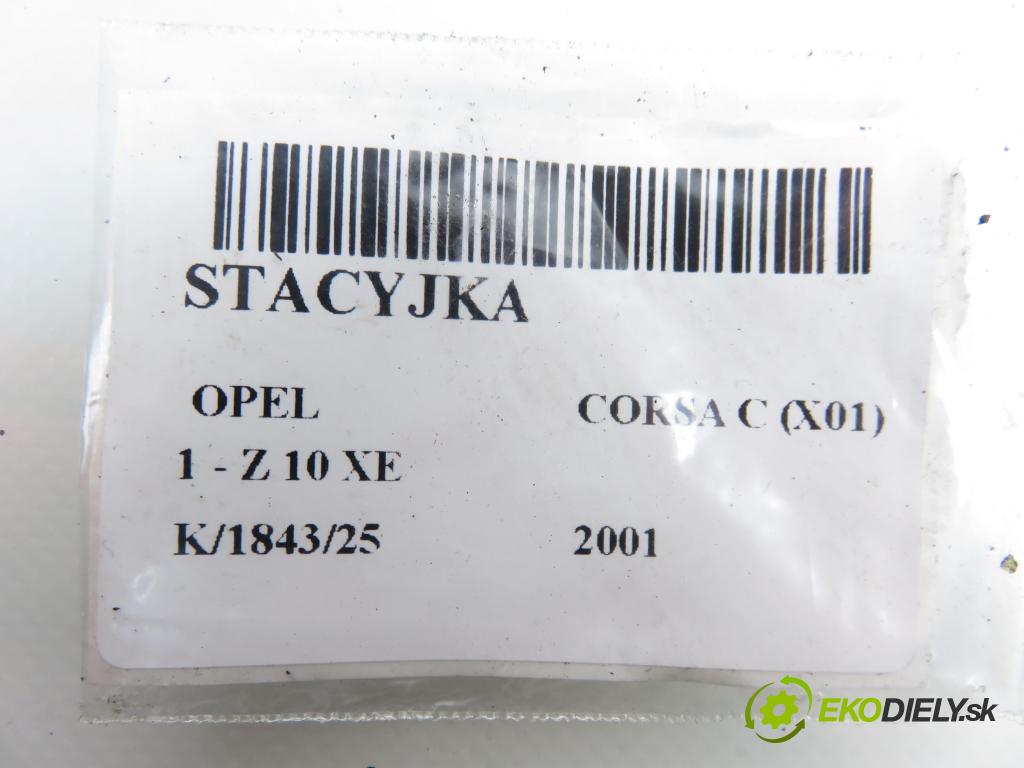 STACYJKA
OPEL CORSA C (X01)
1 - Z 10 XE
K/1843/25 2001
EKODIELY.sk